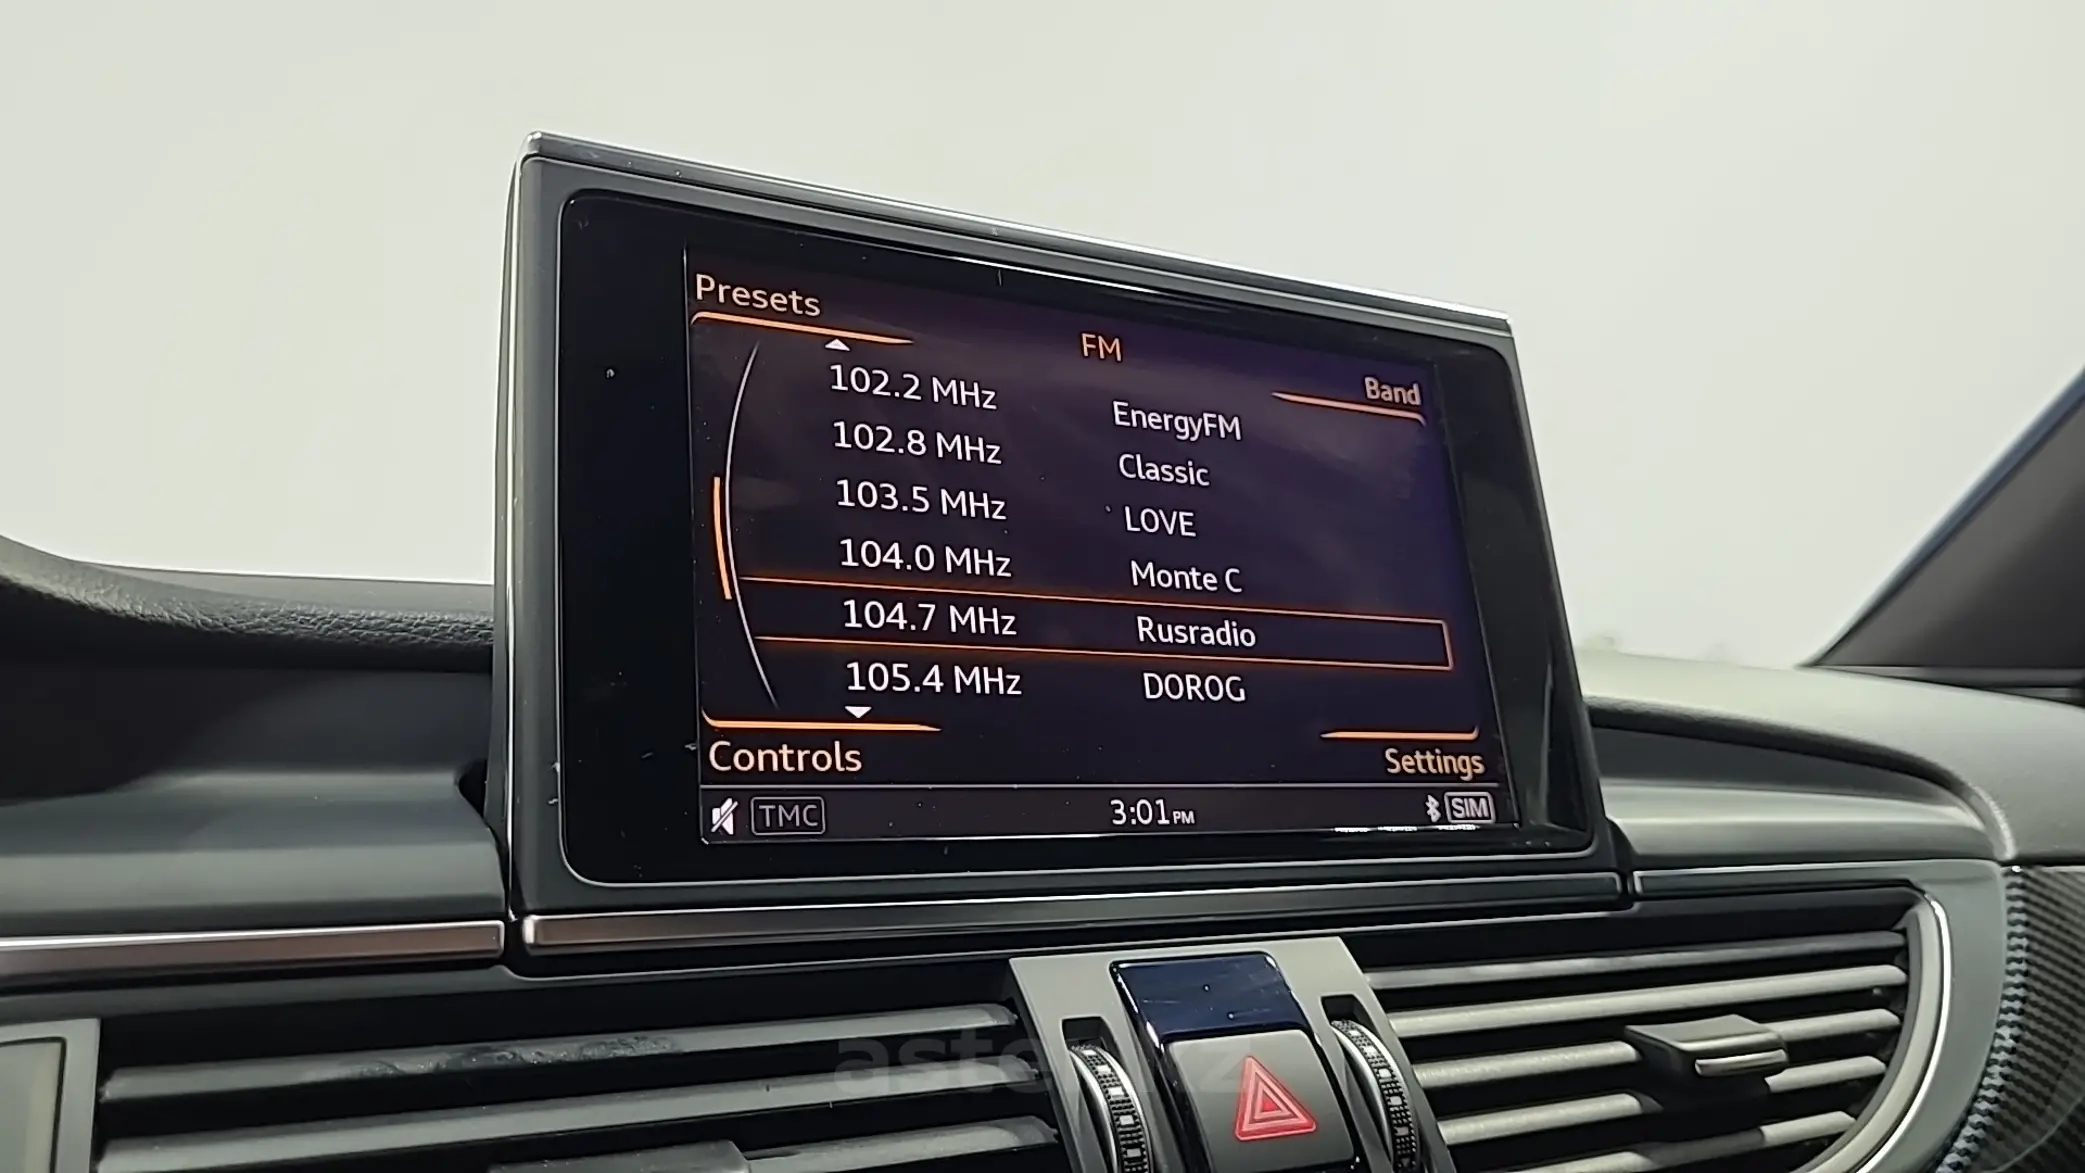 Presets
FM
Band
102.2 MHz EnergyFM
102.8 MHz Classic
103.5 MHz LOVE
104.0 MHz Monte C
104.7 MHz Rusradio
105.4 MHz DOROG
Controls
Settings
TMC 3:01PM SIM